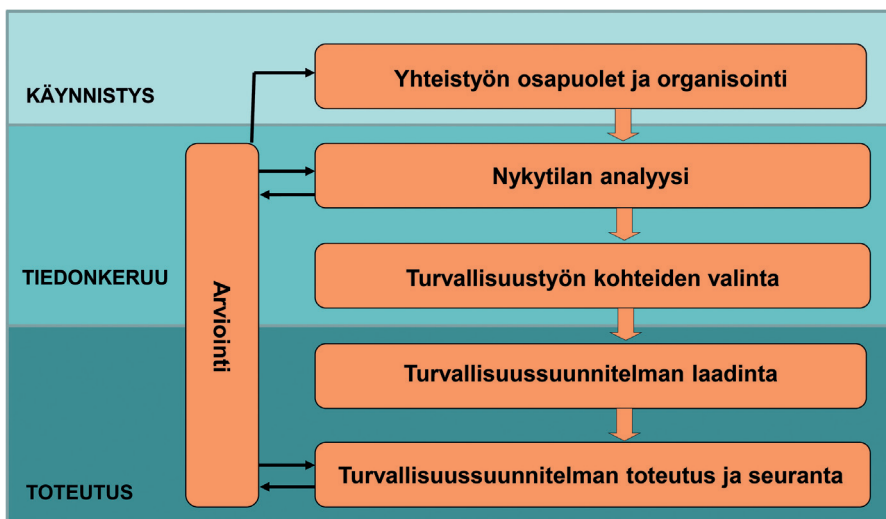 KÄYNNISTYS
Yhteistyön osapuolet ja organisointi
TIEDONKERUU
Arviointi
Nykytilan analyysi
Turvallisuustyön kohteiden valinta
TOTEUTUS
Turvallisuussuunnitelman laadinta
Turvallisuussuunnitelman toteutus ja seuranta